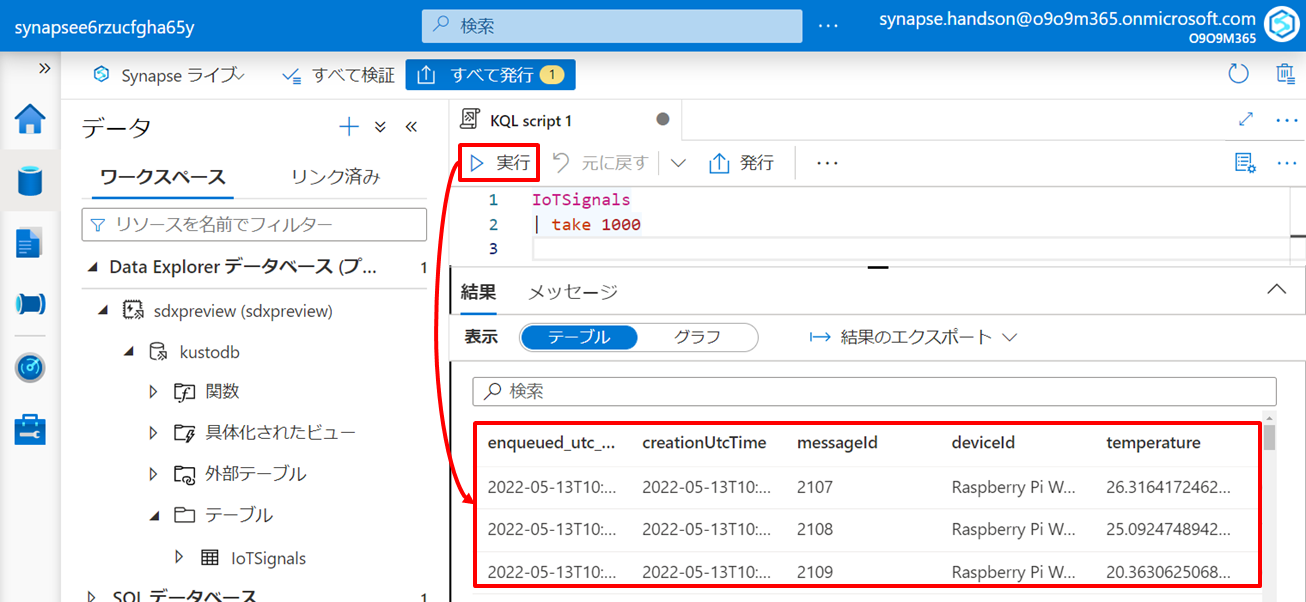 synapsee6rzucfgha65y
検索
synapse.handson@o9o9m365.onmicrosoft.com
O9O9M365
Synapse ライブ
すべて検証
すべて発行 1
データ
ワークスペース
リンク済み
リソースを名前でフィルター
Data Explorer データベース (プ... 1
sdxpreview (sdxpreview)
kustodb
関数
具体化されたビュー
外部テーブル
テーブル
IoTSignals
SQL データベース 1
KQL script 1
実行
元に戻す
発行
1 IoTSignals
2 | take 1000
3
結果
メッセージ
表示
テーブル
グラフ
結果のエクスポート
検索
enqueued_utc_... creationUtcTime messageId deviceId temperature
2022-05-13T10:... 2022-05-13T10:... 2107 Raspberry Pi W... 26.3164172462...
2022-05-13T10:... 2022-05-13T10:... 2108 Raspberry Pi W... 25.0924748942...
2022-05-13T10:... 2022-05-13T10:... 2109 Raspberry Pi W... 20.3630625068...